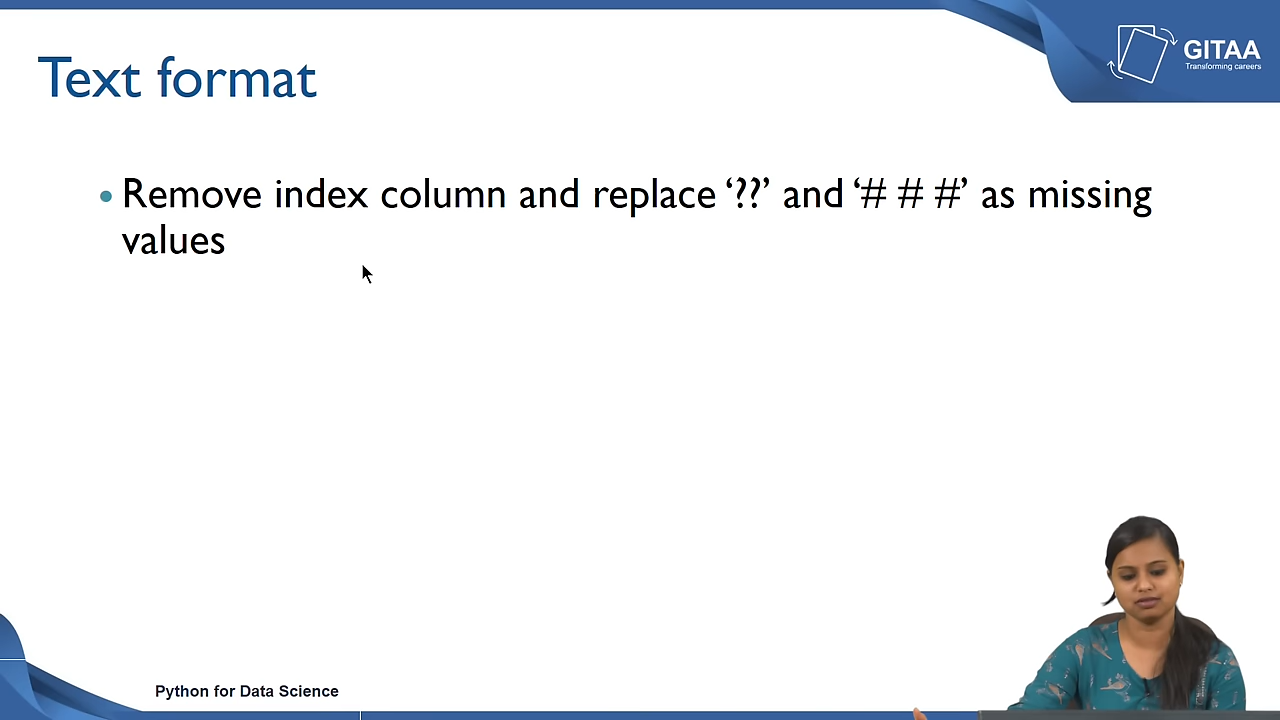 Text format
GITAA
Transforming careers
• Remove index column and replace ‘??’ and ‘# # #’ as missing
values
Python for Data Science